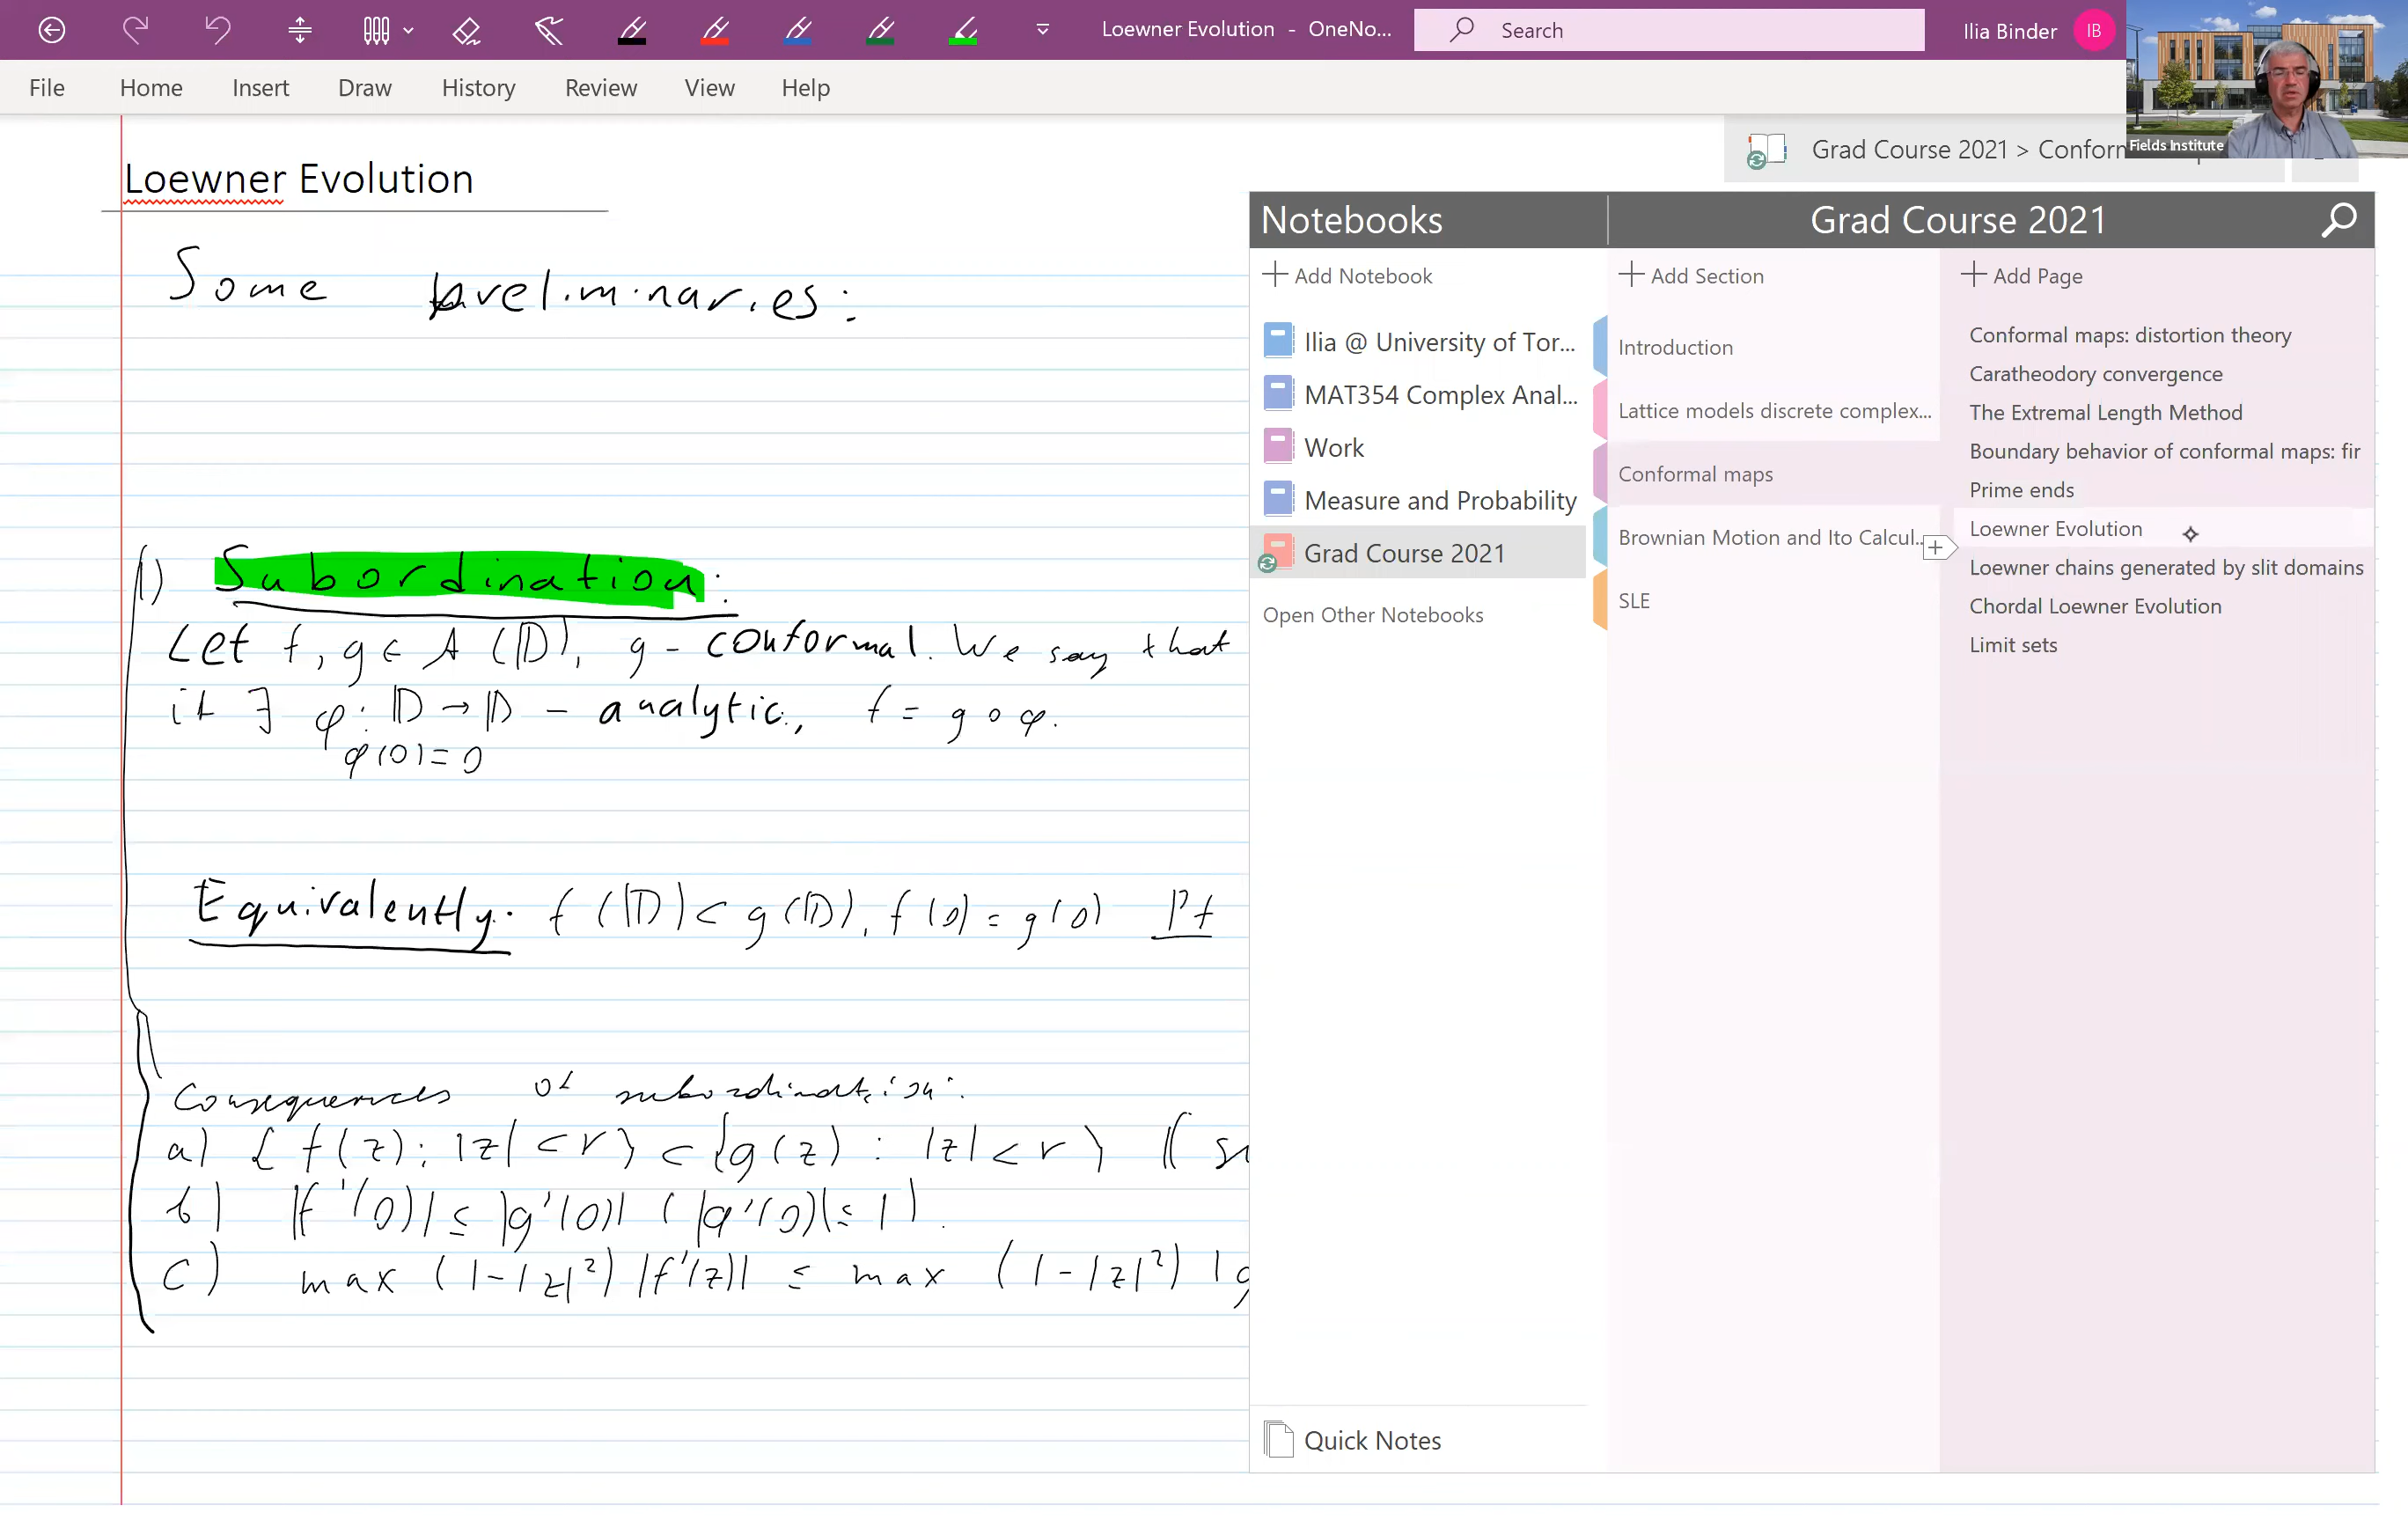 Loewner Evolution - OneNo...
Search
Ilia Binder
IB
File
Home
Insert
Draw
History
Review
View
Help
Fields Institute
Grad Course 2021 > Conform
Loewner Evolution
Some preliminaries:
1) Subordination:
Let f, g ∈ A(𝔻), g - conformal. We say that
if ∃ φ: 𝔻 → 𝔻 - analytic, f = g ∘ φ.
φ(0) = 0
Equivalently. f(𝔻) ⊂ g(𝔻), f(0) = g(0) Pf
Consequences of subordination:
a) { f(z): |z| < r } ⊂ { g(z) : |z| < r } (
b) |f'(0)| ≤ |g'(0)| (|φ'(0)| ≤ 1).
c) max (1-|z|²) |f'(z)| ≤ max (1-|z|²) |g
Notebooks
Grad Course 2021
Add Notebook
Ilia @ University of Tor...
MAT354 Complex Anal...
Work
Measure and Probability
Grad Course 2021
Open Other Notebooks
Quick Notes
Add Section
Introduction
Lattice models discrete complex...
Conformal maps
Brownian Motion and Ito Calcul...
SLE
Add Page
Conformal maps: distortion theory
Caratheodory convergence
The Extremal Length Method
Boundary behavior of conformal maps: fir
Prime ends
Loewner Evolution
Loewner chains generated by slit domains
Chordal Loewner Evolution
Limit sets